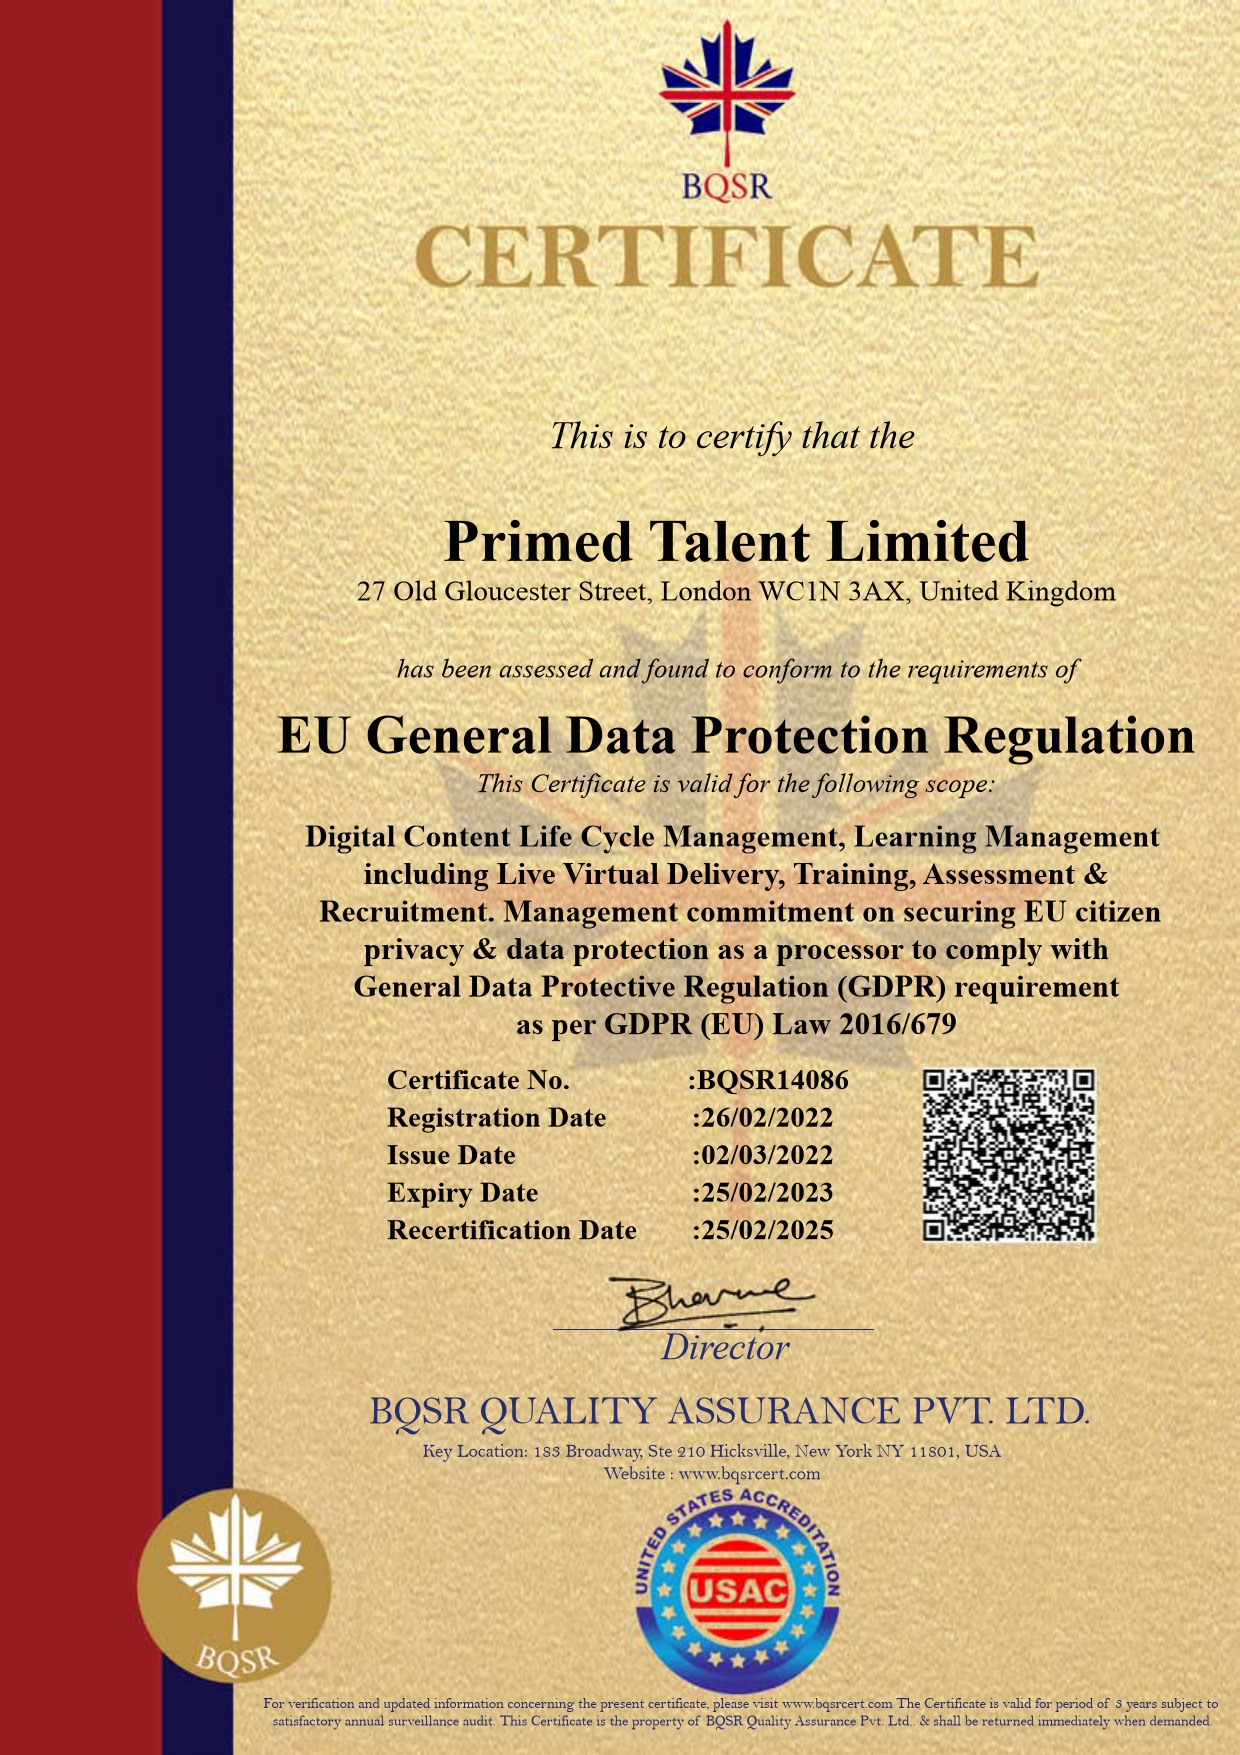 BQSR
CERTIFICATE
This is to certify that the
Primed Talent Limited
27 Old Gloucester Street, London WC1N 3AX, United Kingdom
has been assessed and found to conform to the requirements of
EU General Data Protection Regulation
This Certificate is valid for the following scope:
Digital Content Life Cycle Management, Learning Management
including Live Virtual Delivery, Training, Assessment &
Recruitment. Management commitment on securing EU citizen
privacy & data protection as a processor to comply with
General Data Protective Regulation (GDPR) requirement
as per GDPR (EU) Law 2016/679
Certificate No. :BQSR14086
Registration Date :26/02/2022
Issue Date :02/03/2022
Expiry Date :25/02/2023
Recertification Date :25/02/2025
Director
BQSR QUALITY ASSURANCE PVT. LTD.
Key Location: 183 Broadway, Ste 210 Hicksville, New York NY 11801, USA
Website : www.bqsrcert.com
UNITED STATES ACCREDITATION
USAC
BQSR
For verification and updated information concerning the present certificate, please visit www.bqsrcert.com The Certificate is valid for period of 3 years subject to
satisfactory annual surveillance audit. This Certificate is the property of BQSR Quality Assurance Pvt. Ltd.. & shall be returned immediately when demanded.